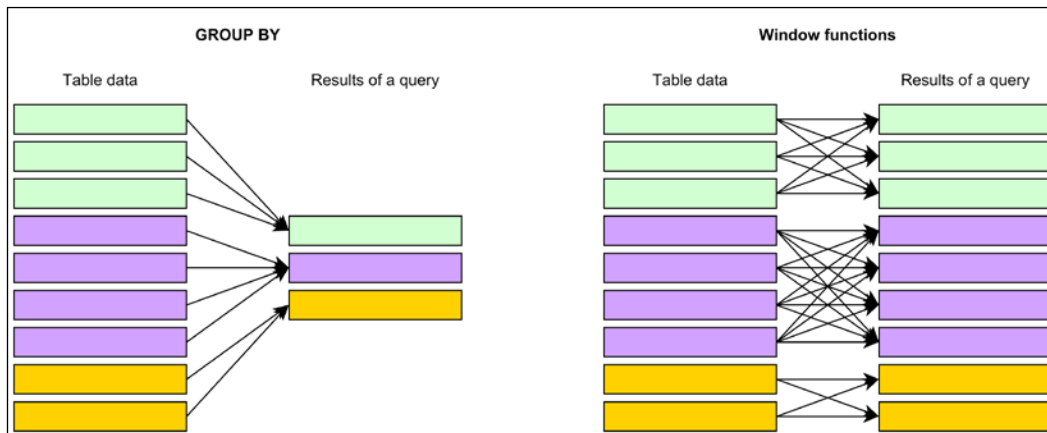 GROUP BY
Table data
Results of a query
Window functions
Table data
Results of a query